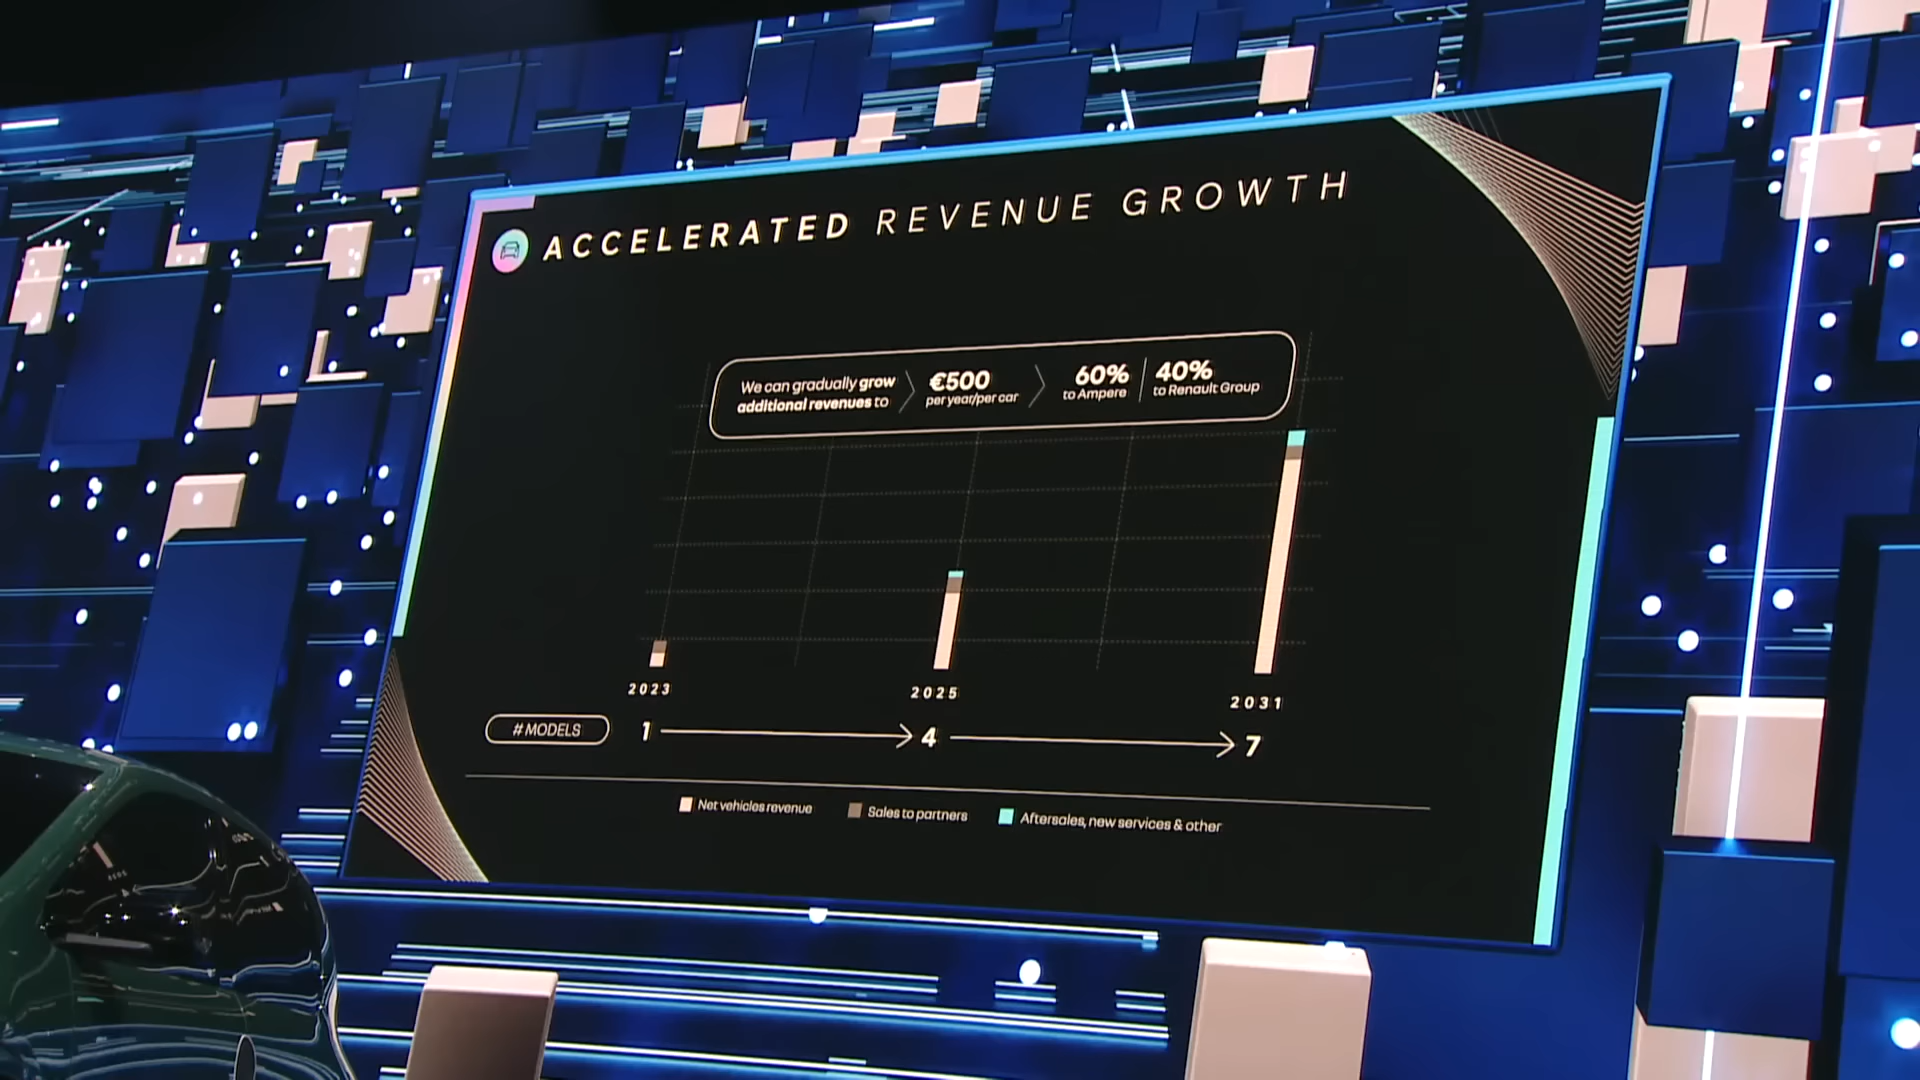 ACCELERATED REVENUE GROWTH
We can gradually grow
additional revenues to
€500
per year/per car
60%
to Ampere
40%
to Renault Group
2023
2025
2031
# MODELS
1
4
7
Net vehicles revenue
Sales to partners
Aftersales, new services & other